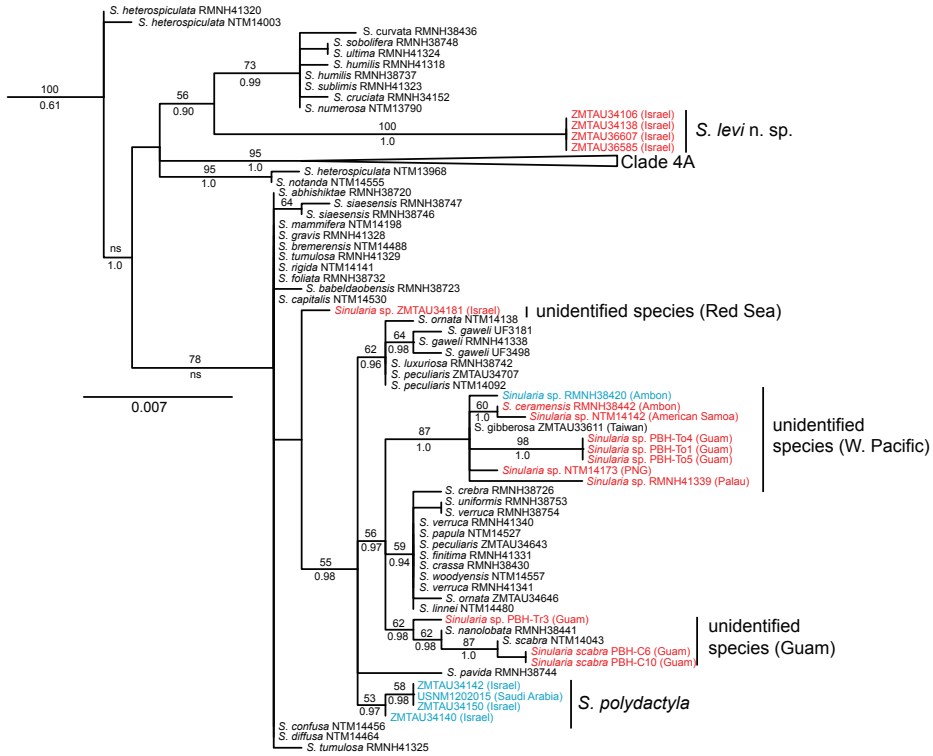 S. heterospiculata RMNH41320
S. heterospiculata NTM14003
S. curvata RMNH38436
S. sobolifera RMNH38748
S. ultima RMNH41324
S. humilis RMNH41318
S. humilis RMNH38737
S. sublimis RMNH41323
S. cruciata RMNH34152
S. numerosa NTM13790
73
0.99
100
0.61
56
0.90
100
1.0
ZMTAU34106 (Israel)
ZMTAU34138 (Israel)
ZMTAU36607 (Israel)
ZMTAU36585 (Israel)
S. levi n. sp.
95
1.0
Clade 4A
95
1.0
S. heterospiculata NTM13968
S. notanda NTM14555
S. abhishiktae RMNH38720
64
S. siaesensis RMNH38747
S. siaesensis RMNH38746
S. mammifera NTM14198
S. gravis RMNH41328
S. bremerensis NTM14488
S. tumulosa RMNH41329
S. rigida NTM14141
S. foliata RMNH38732
S. babeldaobensis RMNH38723
S. capitalis NTM14530
ns
1.0
78
ns
0.007
Sinularia sp. ZMTAU34181 (Israel)
unidentified species (Red Sea)
S. ornata NTM14138
S. gaweli UF3181
S. gaweli RMNH41338
S. gaweli UF3498
S. luxuriosa RMNH38742
S. peculiaris ZMTAU34707
S. peculiaris NTM14092
64
0.98
62
0.96
Sinularia sp. RMNH38420 (Ambon)
S. ceramensis RMNH38442 (Ambon)
Sinularia sp. NTM14142 (American Samoa)
S. gibberosa ZMTAU33611 (Taiwan)
Sinularia sp. PBH-To4 (Guam)
Sinularia sp. PBH-To1 (Guam)
Sinularia sp. PBH-To5 (Guam)
Sinularia sp. NTM14173 (PNG)
Sinularia sp. RMNH41339 (Palau)
60
1.0
98
1.0
87
1.0
unidentified
species (W. Pacific)
S. crebra RMNH38726
S. uniformis RMNH38753
S. verruca RMNH38754
S. verruca RMNH41340
S. papula NTM14527
S. peculiaris ZMTAU34643
S. finitima RMNH41331
S. crassa RMNH38430
S. woodyensis NTM14557
S. verruca RMNH41341
S. ornata ZMTAU34646
S. linnei NTM14480
56
0.97
59
0.94
55
0.98
Sinularia sp. PBH-Tr3 (Guam)
S. nanolobata RMNH38441
S. scabra NTM14043
Sinularia scabra PBH-C6 (Guam)
Sinularia scabra PBH-C10 (Guam)
62
0.98
62
0.98
87
1.0
unidentified
species (Guam)
S. pavida RMNH38744
ZMTAU34142 (Israel)
USNM1202015 (Saudi Arabia)
ZMTAU34150 (Israel)
ZMTAU34140 (Israel)
58
0.98
53
0.97
S. polydactyla
S. confusa NTM14456
S. diffusa NTM14464
S. tumulosa RMNH41325